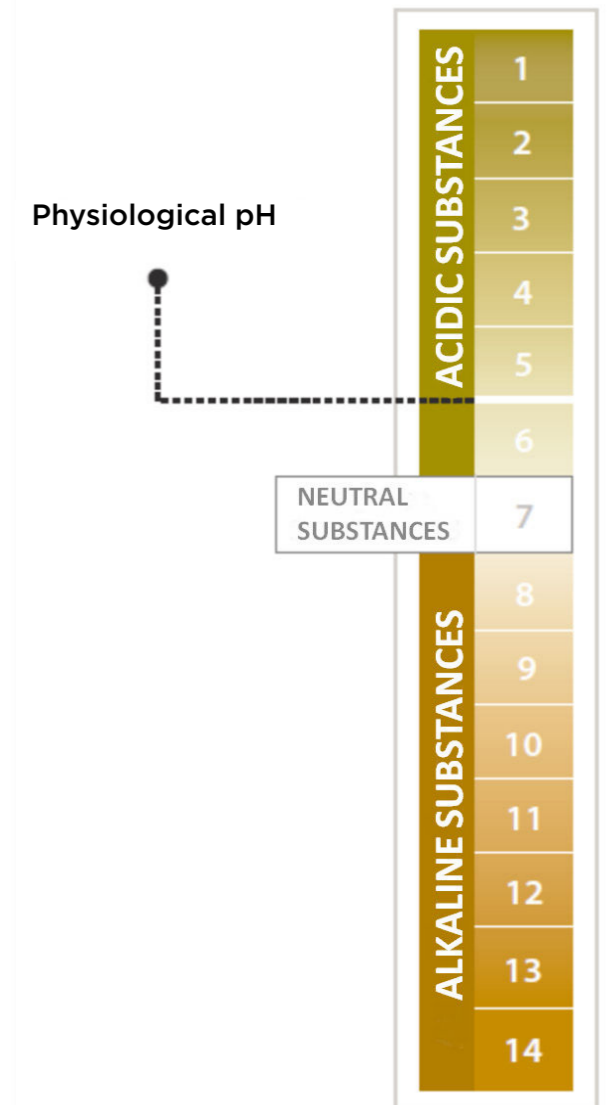 Physiological pH
ACIDIC SUBSTANCES
1
2
3
4
5
6
NEUTRAL
SUBSTANCES
7
ALKALINE SUBSTANCES
8
9
10
11
12
13
14